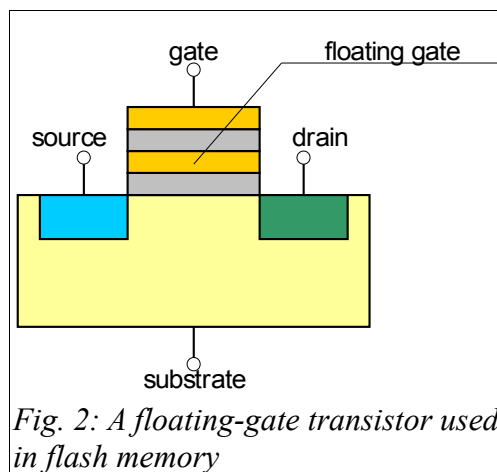 gate
floating gate
source
drain
substrate
Fig. 2: A floating-gate transistor used
in flash memory